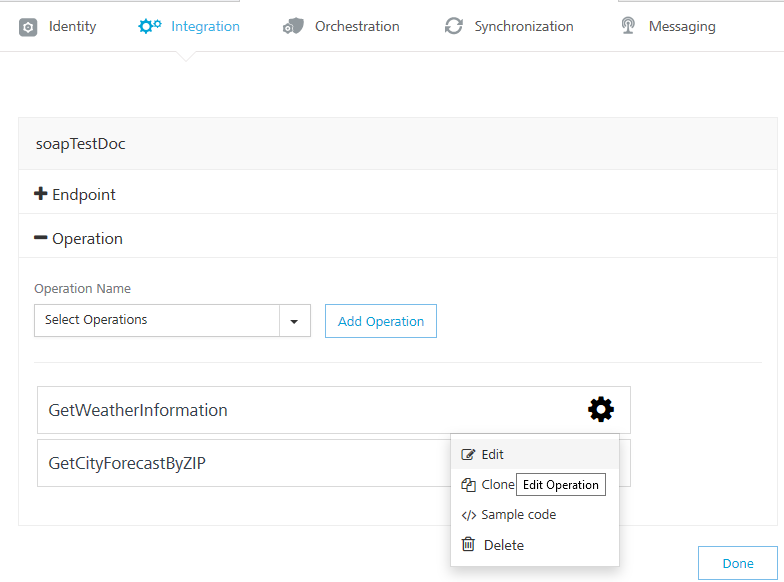 Identity Integration Orchestration Synchronization Messaging
soapTestDoc
Endpoint
Operation
Operation Name
Select Operations Add Operation
GetWeatherInformation
GetCityForecastByZIP
Edit
Clone Edit Operation
</> Sample code
Delete
Done